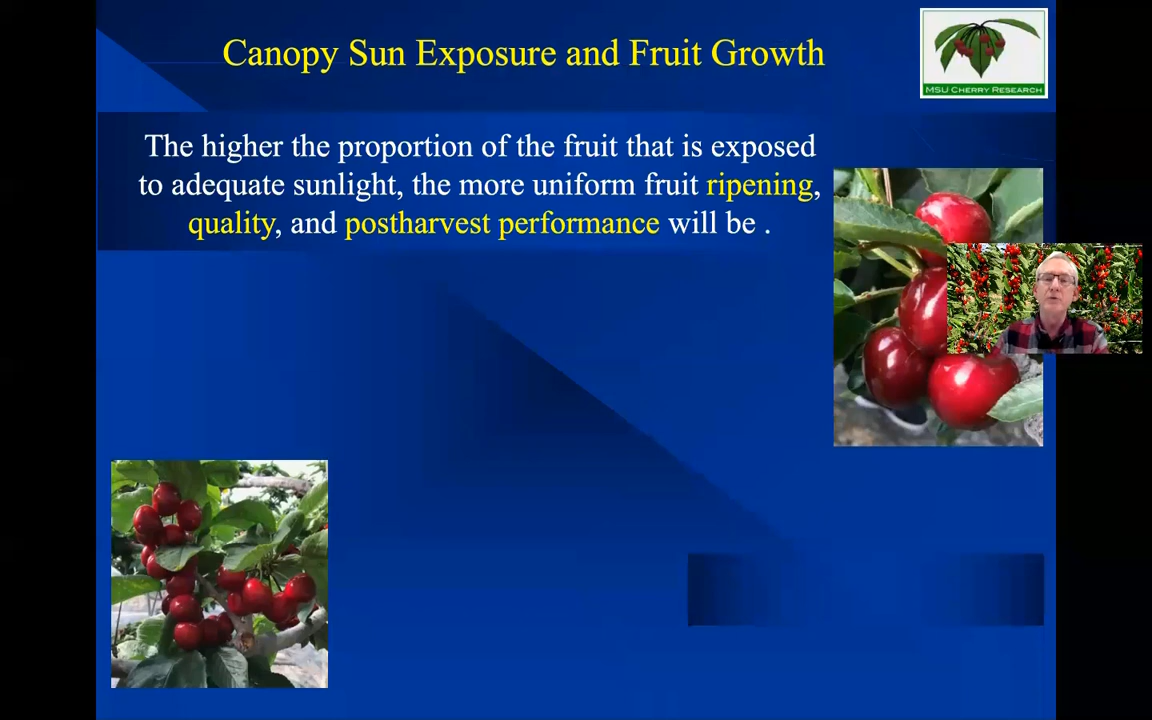 Canopy Sun Exposure and Fruit Growth
MSU CHERRY RESEARCH
The higher the proportion of the fruit that is exposed
to adequate sunlight, the more uniform fruit ripening,
quality, and postharvest performance will be .